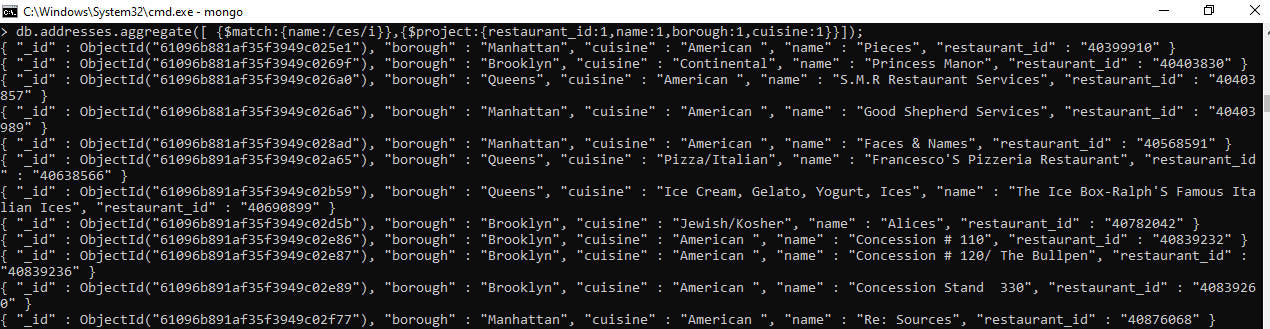 C:\Windows\System32\cmd.exe - mongo
> db.addresses.aggregate([ {$match:{name:/ces/i}},{$project:{restaurant_id:1,name:1,borough:1,cuisine:1}}]);
{ "_id" : ObjectId("61096b881af35f3949c025e1"), "borough" : "Manhattan", "cuisine" : "American ", "name" : "Pieces", "restaurant_id" : "40399910" }
{ "_id" : ObjectId("61096b881af35f3949c0269f"), "borough" : "Brooklyn", "cuisine" : "Continental", "name" : "Princess Manor", "restaurant_id" : "40403830" }
{ "_id" : ObjectId("61096b881af35f3949c026a0"), "borough" : "Queens", "cuisine" : "American ", "name" : "S.M.R Restaurant Services", "restaurant_id" : "40403
857" }
{ "_id" : ObjectId("61096b881af35f3949c026a6"), "borough" : "Manhattan", "cuisine" : "American ", "name" : "Good Shepherd Services", "restaurant_id" : "40403
989" }
{ "_id" : ObjectId("61096b881af35f3949c028ad"), "borough" : "Manhattan", "cuisine" : "American ", "name" : "Faces & Names", "restaurant_id" : "40568591" }
{ "_id" : ObjectId("61096b891af35f3949c02a65"), "borough" : "Queens", "cuisine" : "Pizza/Italian", "name" : "Francesco'S Pizzeria Restaurant", "restaurant_id
" : "40638566" }
{ "_id" : ObjectId("61096b891af35f3949c02b59"), "borough" : "Queens", "cuisine" : "Ice Cream, Gelato, Yogurt, Ices", "name" : "The Ice Box-Ralph'S Famous Ita
lian Ices", "restaurant_id" : "40690899" }
{ "_id" : ObjectId("61096b891af35f3949c02d5b"), "borough" : "Brooklyn", "cuisine" : "Jewish/Kosher", "name" : "Alices", "restaurant_id" : "40782042" }
{ "_id" : ObjectId("61096b891af35f3949c02e86"), "borough" : "Brooklyn", "cuisine" : "American ", "name" : "Concession # 110", "restaurant_id" : "40839232" }
{ "_id" : ObjectId("61096b891af35f3949c02e87"), "borough" : "Brooklyn", "cuisine" : "American ", "name" : "Concession # 120/ The Bullpen", "restaurant_id" :
"40839236" }
{ "_id" : ObjectId("61096b891af35f3949c02e89"), "borough" : "Brooklyn", "cuisine" : "American ", "name" : "Concession Stand  330", "restaurant_id" : "4083926
0" }
{ "_id" : ObjectId("61096b891af35f3949c02f77"), "borough" : "Manhattan", "cuisine" : "American ", "name" : "Re: Sources", "restaurant_id" : "40876068" }